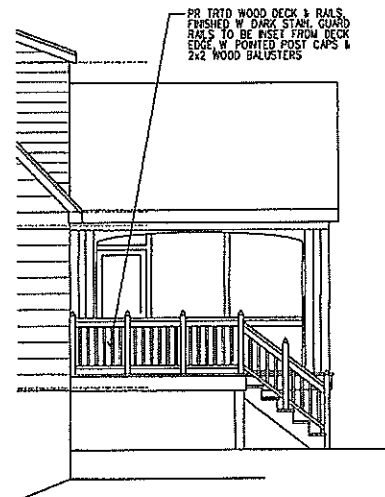 PR TRTD WOOD DECK & RAILS,
FINISHED W DARK STAIN. GUARD
RAILS TO BE INSET FROM DECK
EDGE, W POINTED POST CAPS &
2x2 WOOD BALUSTERS